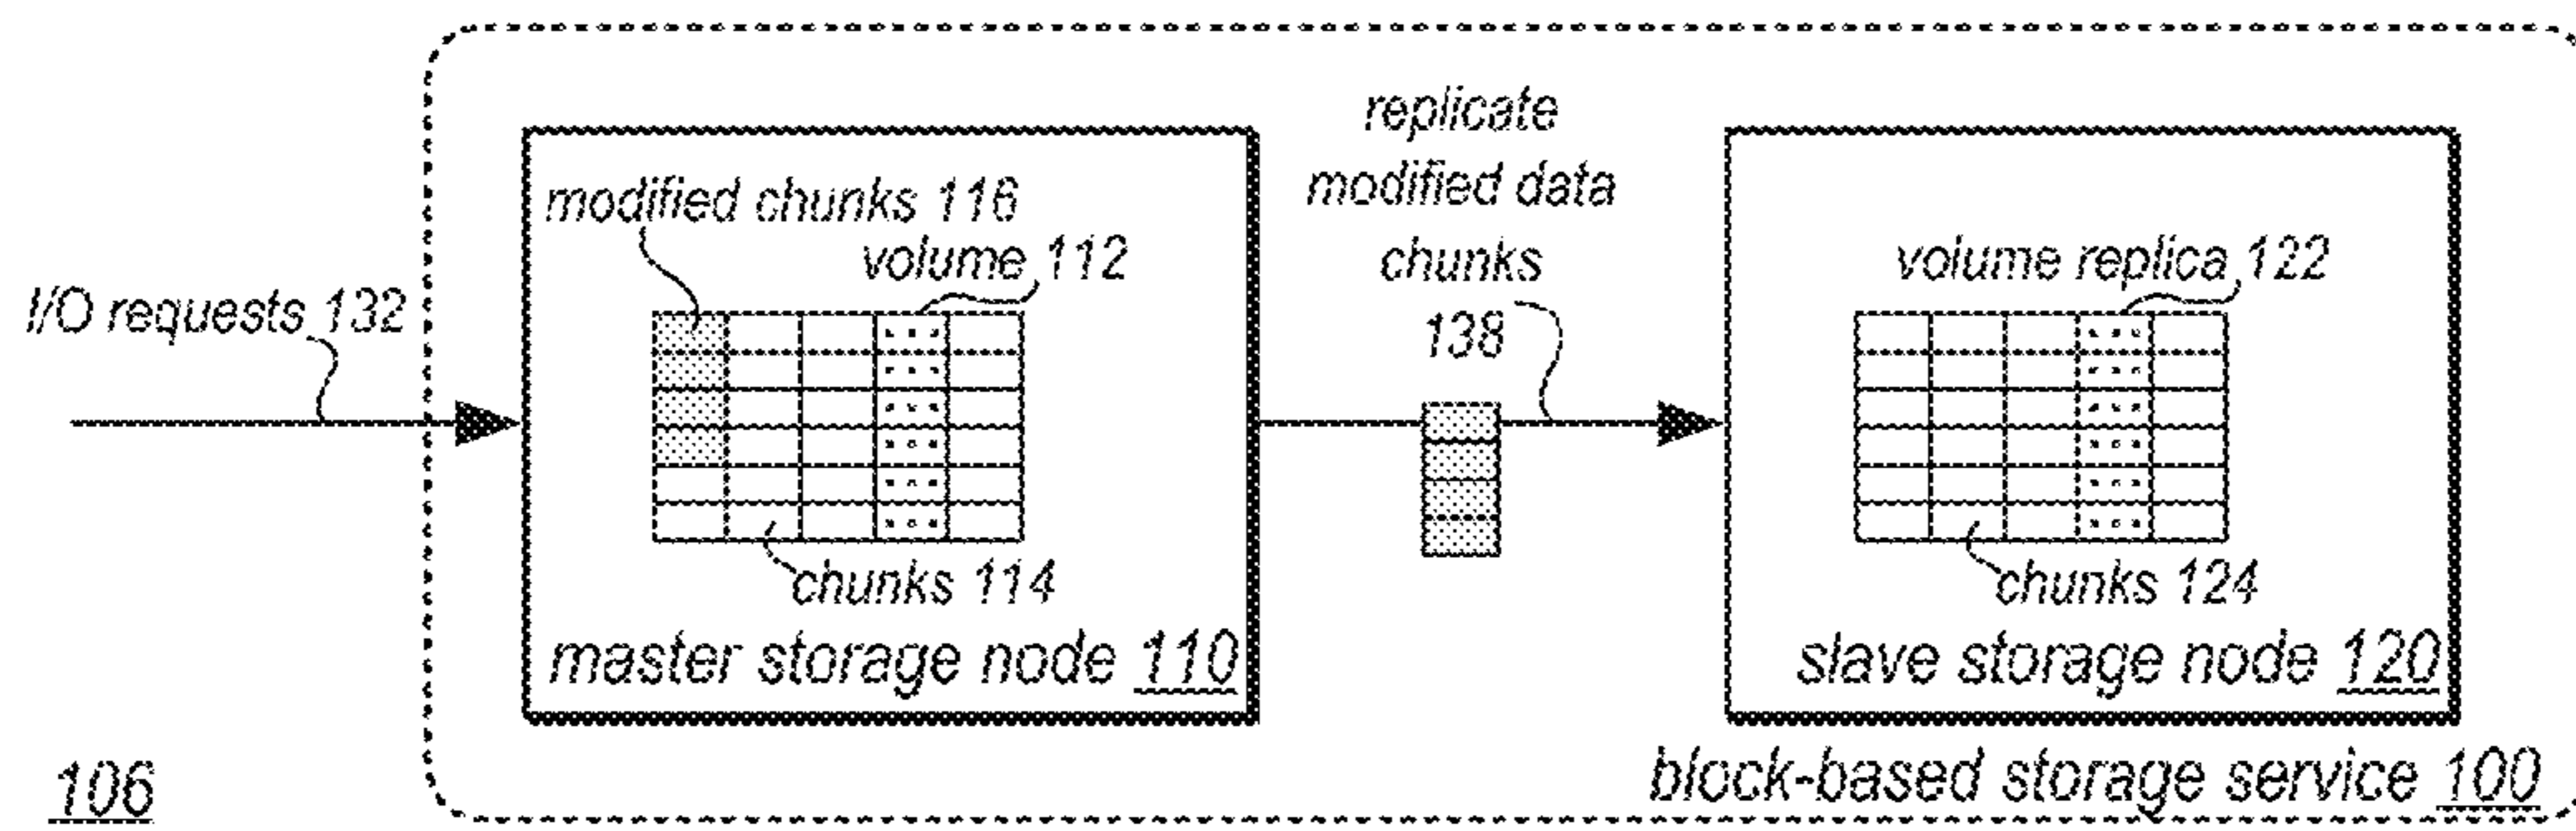 replicate
modified data
chunks
138
modified chunks 116
volume 112
volume replica 122
I/O requests 132
chunks 114
chunks 124
master storage node 110
slave storage node 120
block-based storage service 100
106